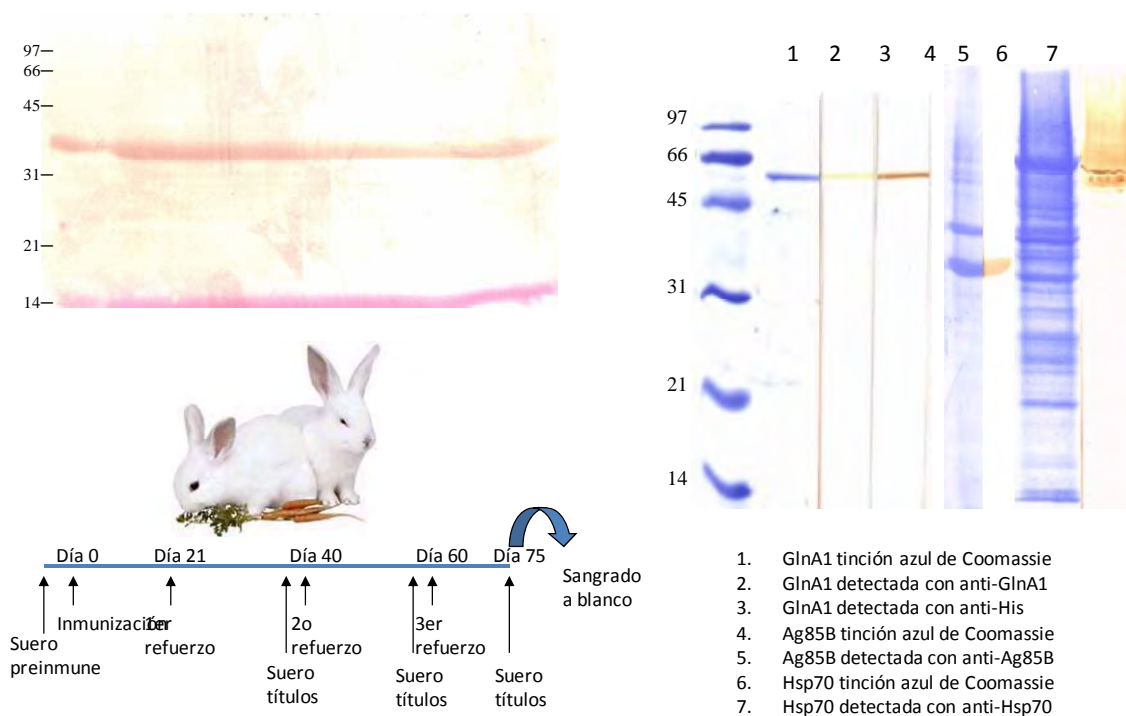 97
66
45
31
21
14
1 2 3 4 5 6 7
97
66
45
31
21
14
Día 0 Día 21 Día 40 Día 60 Día 75
Sangrado
a blanco
Suero
preinmune
Inmunización
1er
refuerzo
Suero
títulos
2o
refuerzo
Suero
títulos
3er
refuerzo
Suero
títulos
1. GlnA1 tinción azul de Coomassie
2. GlnA1 detectada con anti-GlnA1
3. GlnA1 detectada con anti-His
4. Ag85B tinción azul de Coomassie
5. Ag85B detectada con anti-Ag85B
6. Hsp70 tinción azul de Coomassie
7. Hsp70 detectada con anti-Hsp70